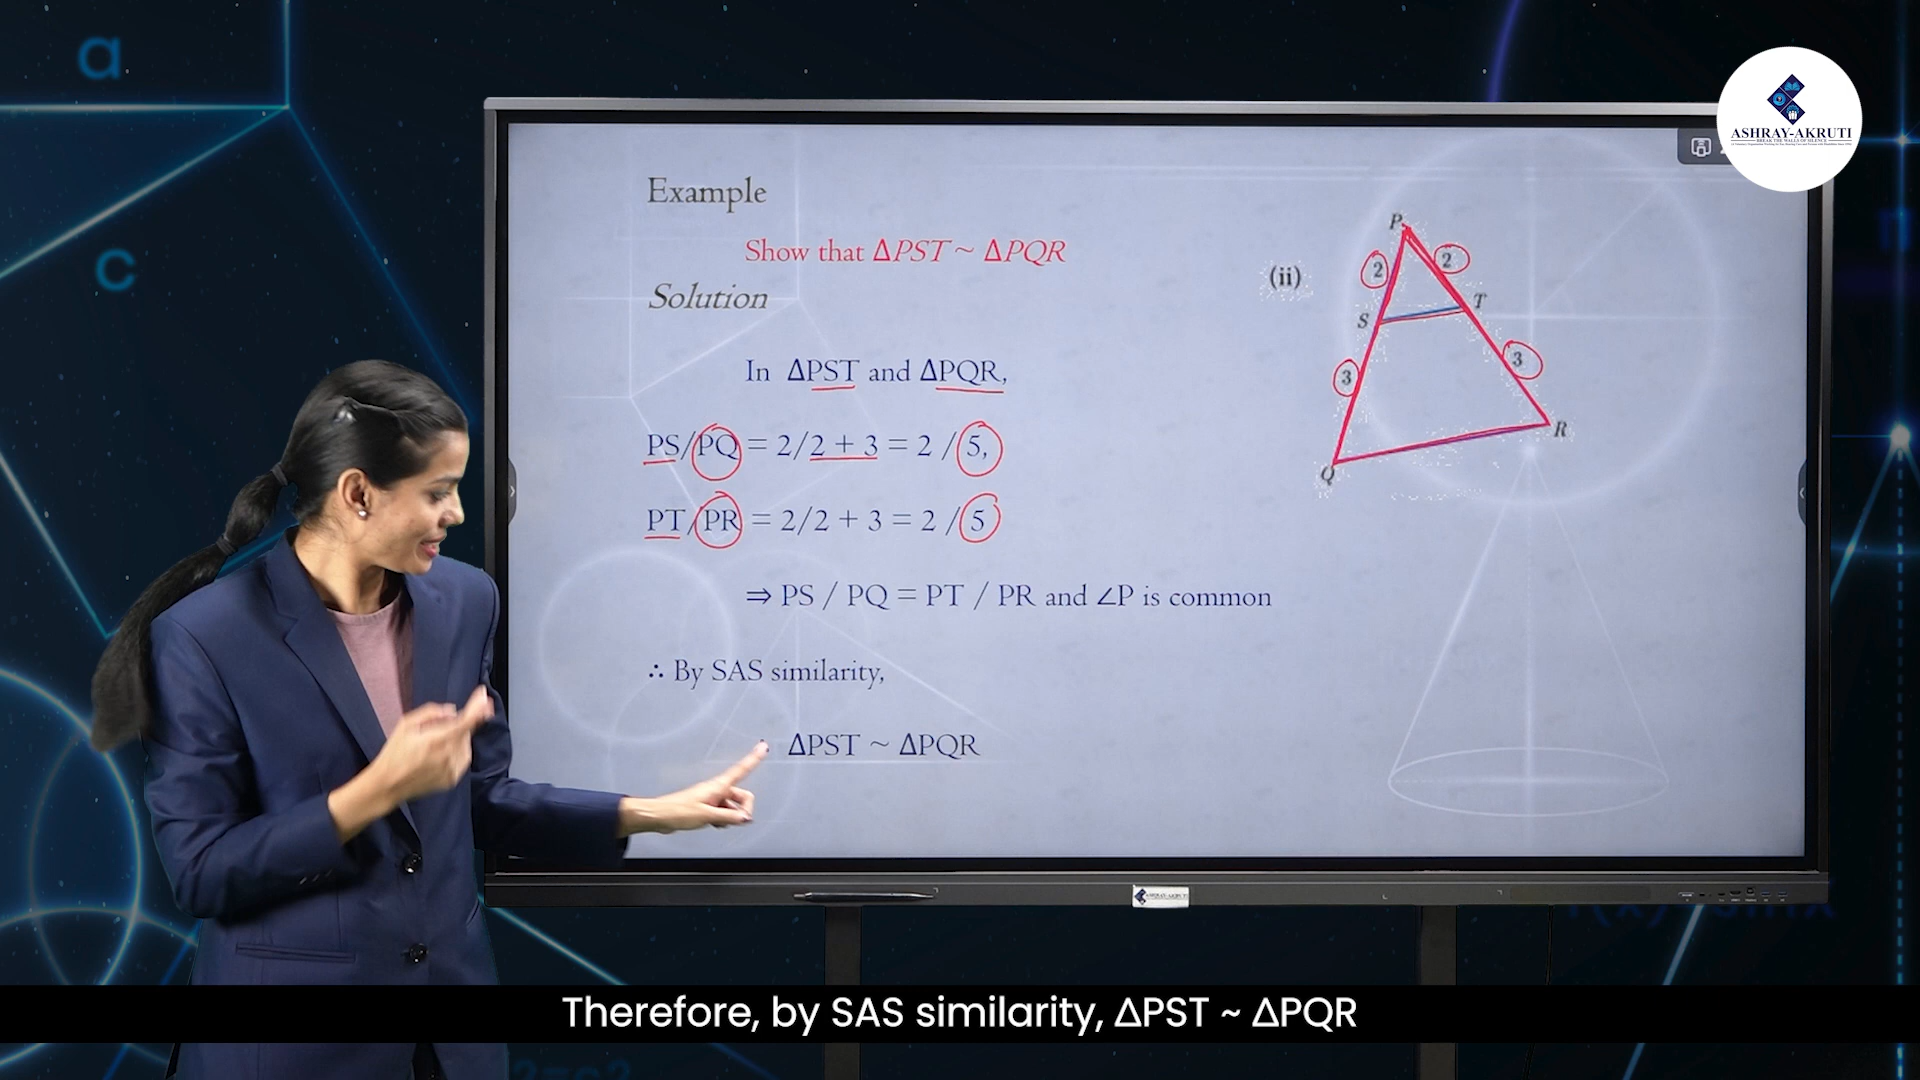 a
c
ASHRAY-AKRUTI
Example
Show that ΔPST ~ ΔPQR
Solution
In ΔPST and ΔPQR,
PS/PQ = 2/2 + 3 = 2 / 5,
PT/PR = 2/2 + 3 = 2 / 5
⇒ PS / PQ = PT / PR and ∠P is common
∴ By SAS similarity,
ΔPST ~ ΔPQR
(ii)
P
2
2
S
T
3
3
Q
R
ASHRAY-AKRUTI
Therefore, by SAS similarity, ΔPST ~ ΔPQR